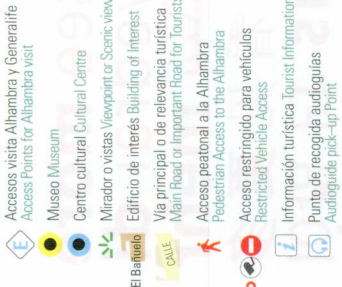 E
Accesos visita Alhambra y Generalife
Access Points for Alhambra visit
Museo Museum
Centro cultural Cultural Centre
Mirador o vistas Viewpoint or Scenic view
El Bañuelo
Edificio de interés Building of Interest
CALLE
Vía principal o de relevancia turística
Main Road or Important Road for Tourists
Acceso peatonal a la Alhambra
Pedestrian Access to the Alhambra
Acceso restringido para vehículos
Restricted Vehicle Access
i
Información turística Tourist Information
Punto de recogida audioguías
Audioguide pick-up Point